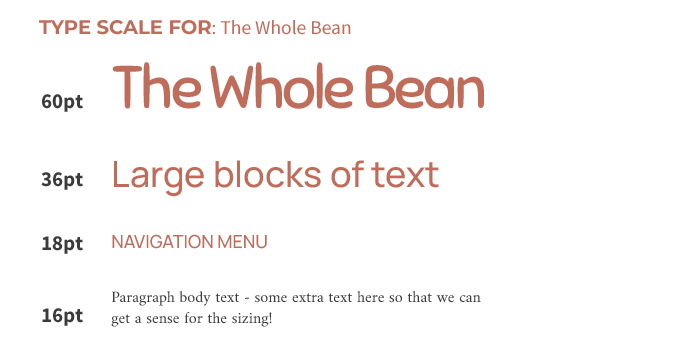 TYPE SCALE FOR: The Whole Bean
60pt The Whole Bean
36pt Large blocks of text
18pt NAVIGATION MENU
Paragraph body text - some extra text here so that we can
16pt get a sense for the sizing!